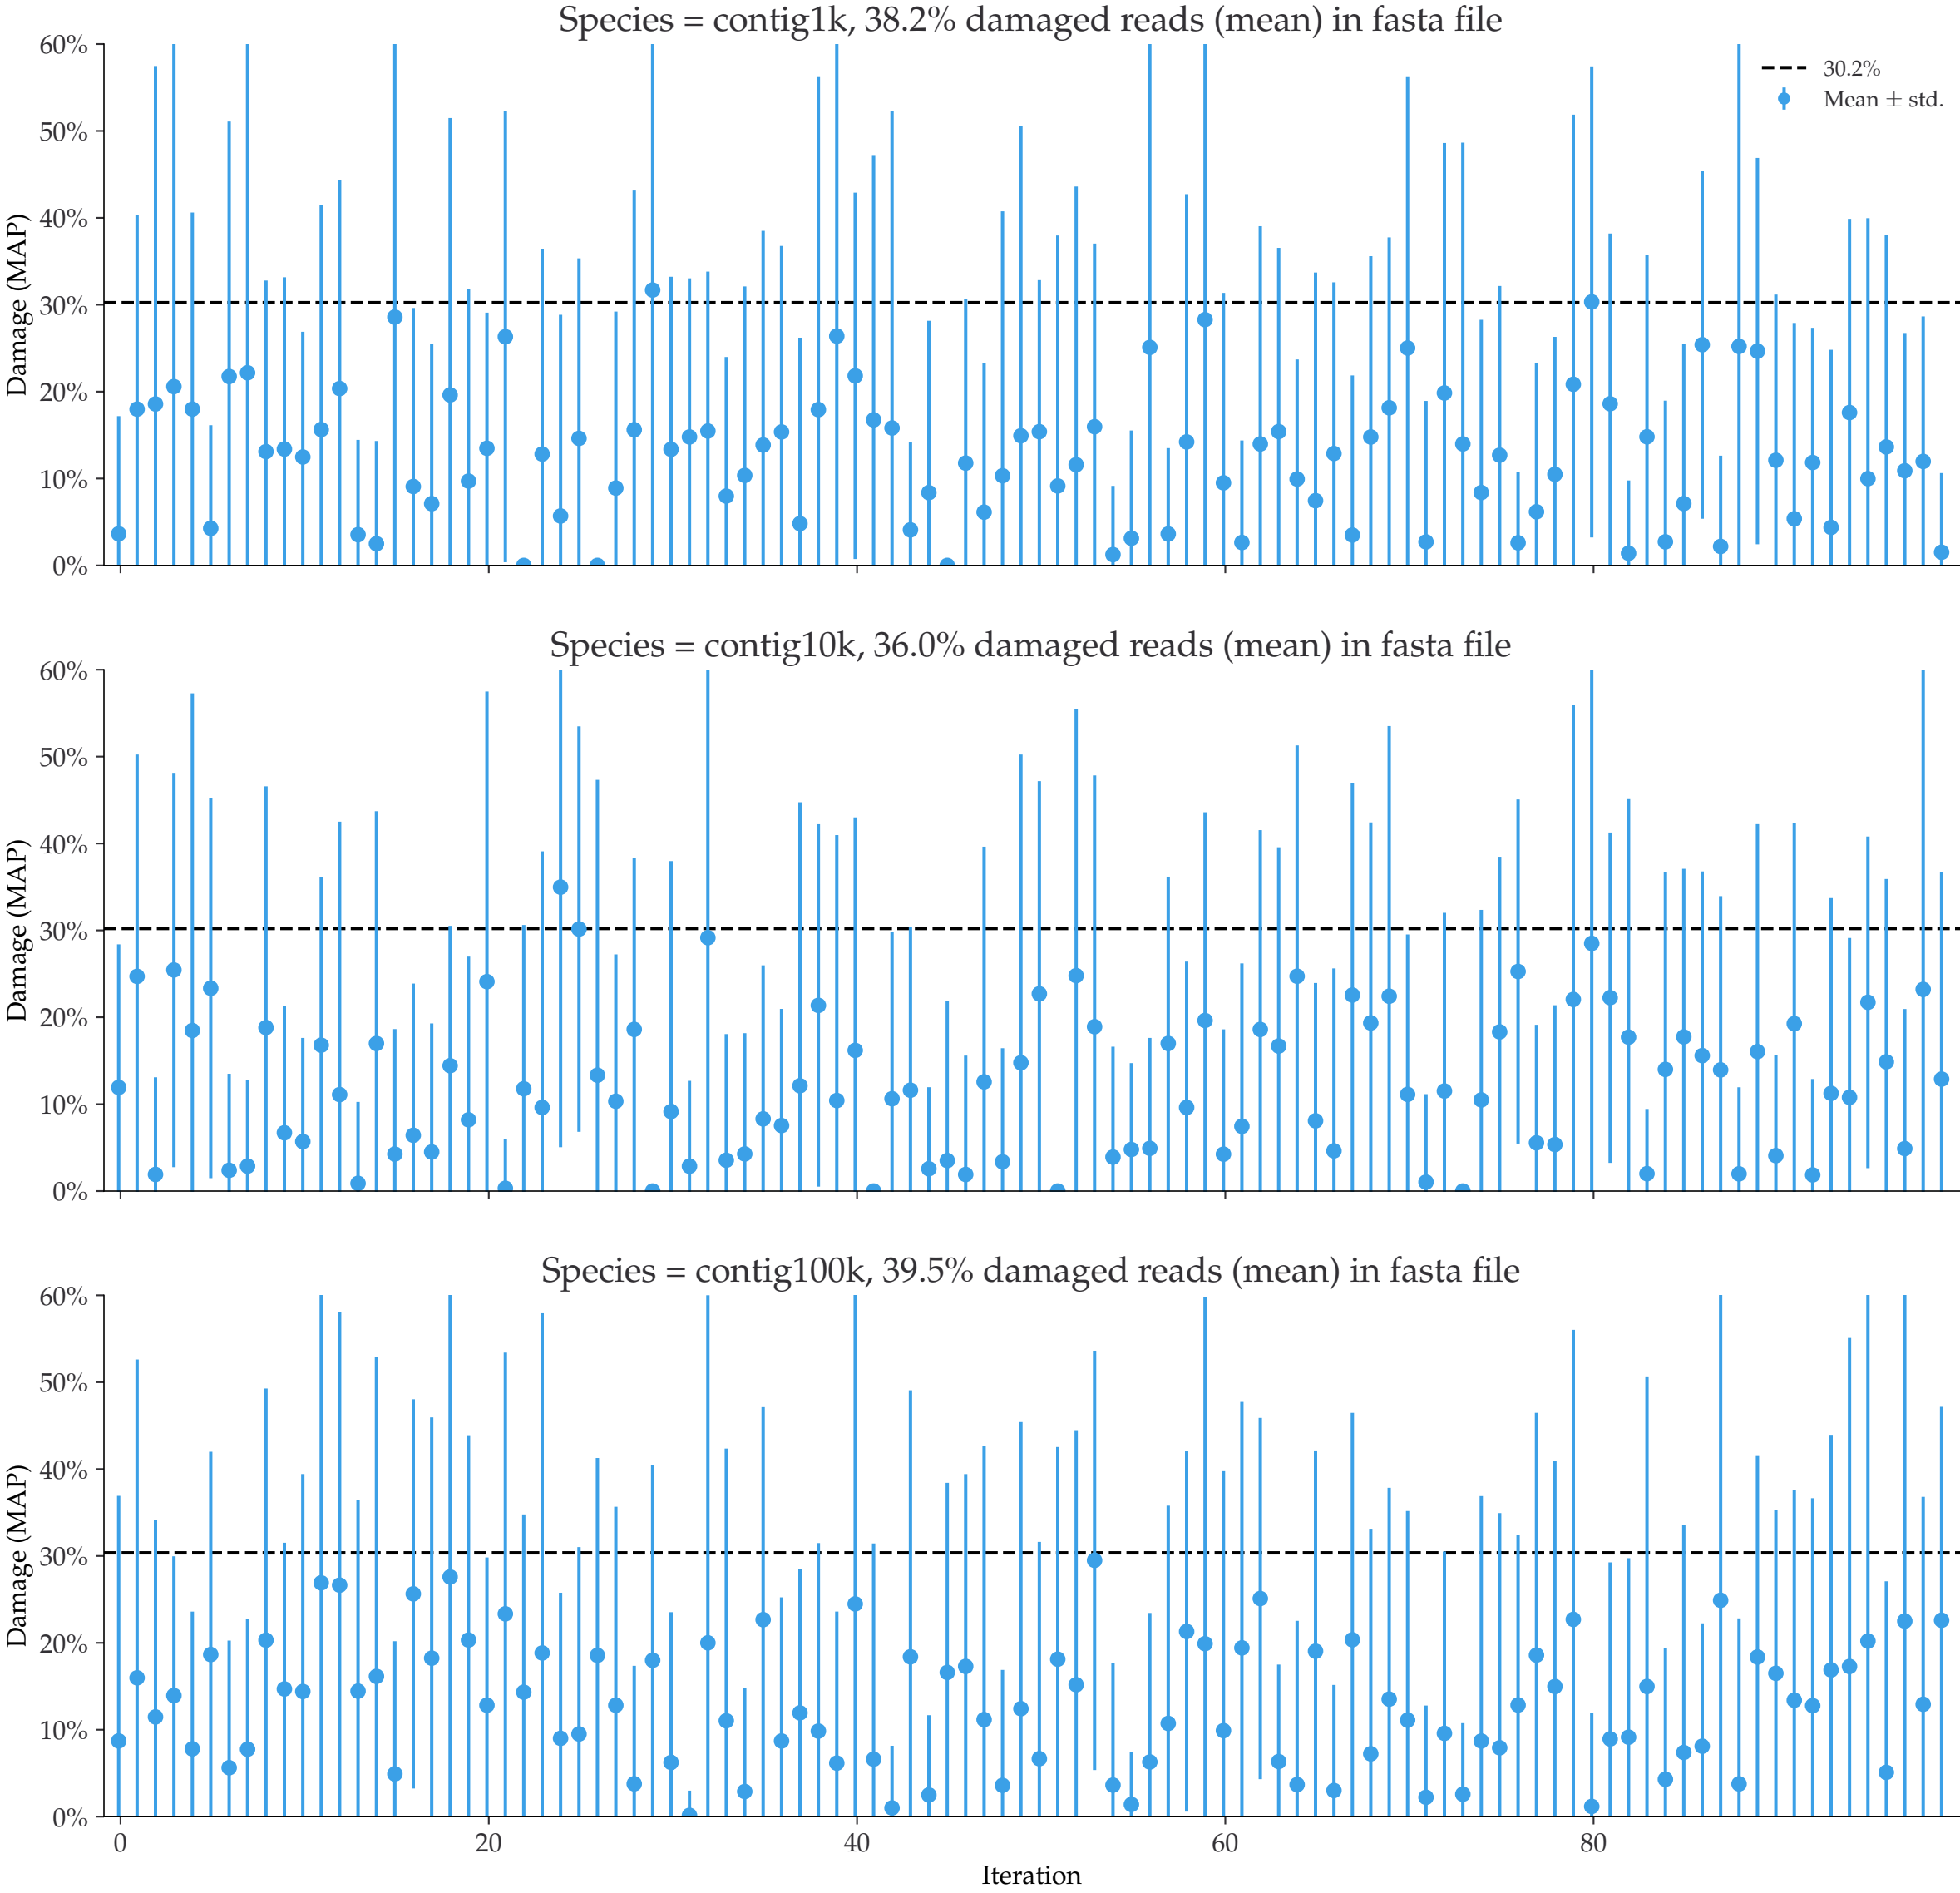 Species = contig1k, 38.2% damaged reads (mean) in fasta file
60%
50%
40%
30%
20%
10%
0%
Damage (MAP)
30.2%
Mean ± std.
Species = contig10k, 36.0% damaged reads (mean) in fasta file
60%
50%
40%
30%
20%
10%
0%
Damage (MAP)
Species = contig100k, 39.5% damaged reads (mean) in fasta file
60%
50%
40%
30%
20%
10%
0%
Damage (MAP)
0 20 40 60 80
Iteration